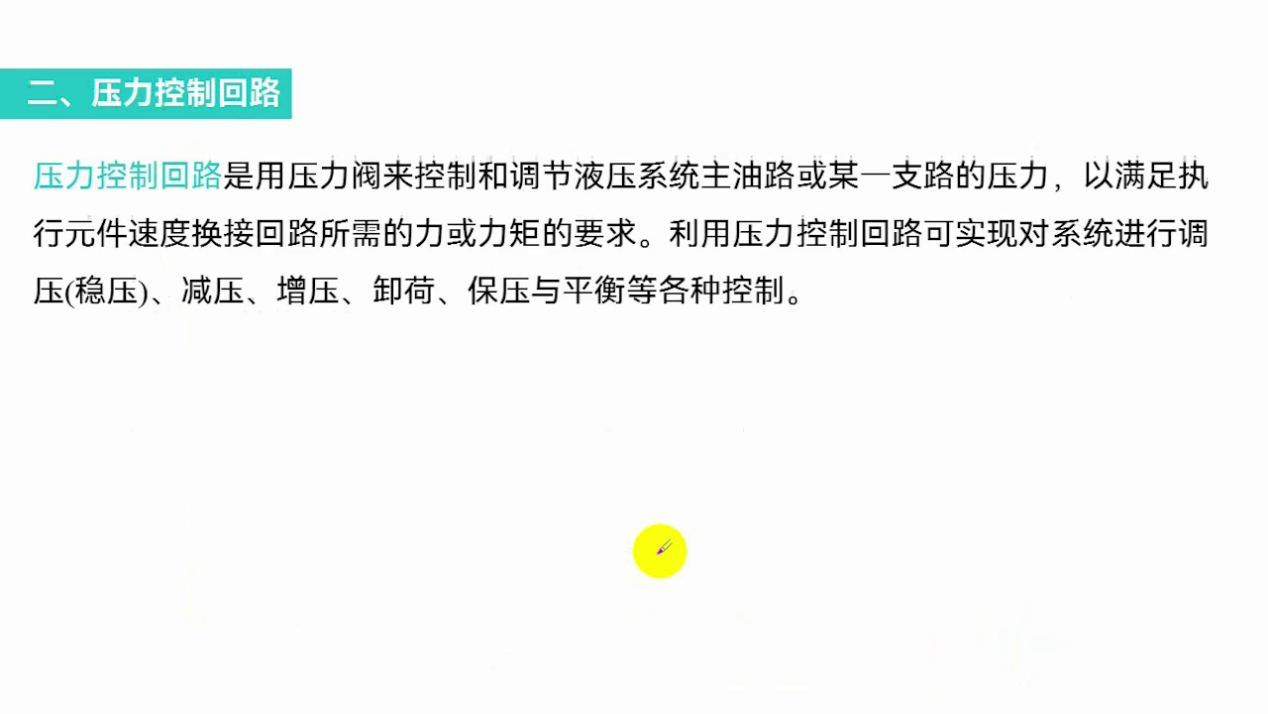 二、压力控制回路
压力控制回路是用压力阀来控制和调节液压系统主油路或某一支路的压力，以满足执
行元件速度换接回路所需的力或力矩的要求。利用压力控制回路可实现对系统进行调
压(稳压)、减压、增压、卸荷、保压与平衡等各种控制。